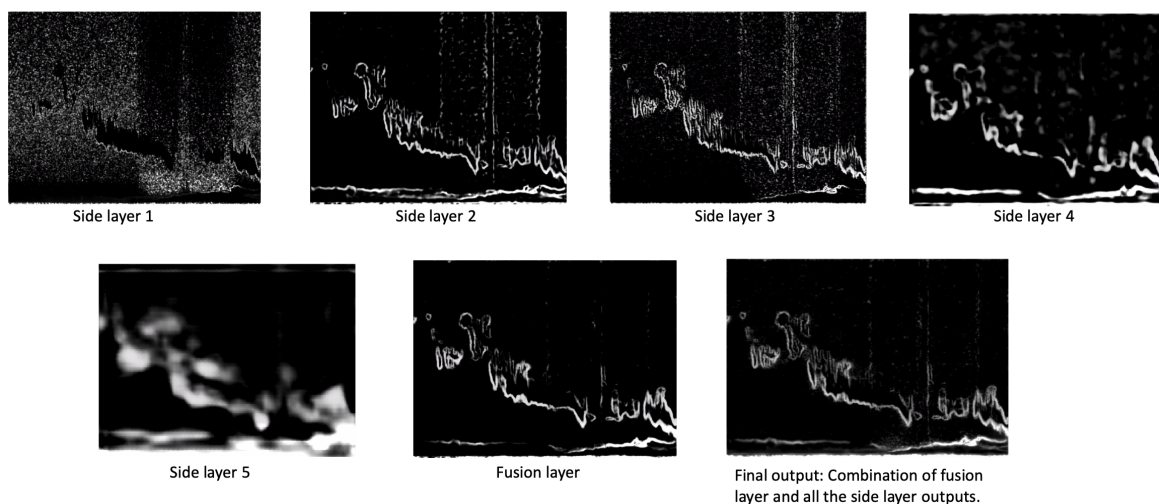 Side layer 1
Side layer 2
Side layer 3
Side layer 4
Side layer 5
Fusion layer
Final output: Combination of fusion
layer and all the side layer outputs.